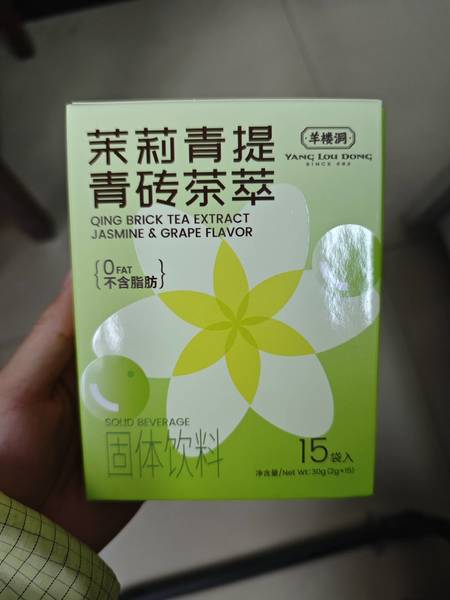 茉莉青提
青砖茶萃
QING BRICK TEA EXTRACT
JASMINE & GRAPE FLAVOR
羊楼洞
YANG LOU DONG
0 FAT
不含脂肪
SOLID BEVERAGE
固体饮料
15袋入
净含量/Net Wt: 30g(2g×15)